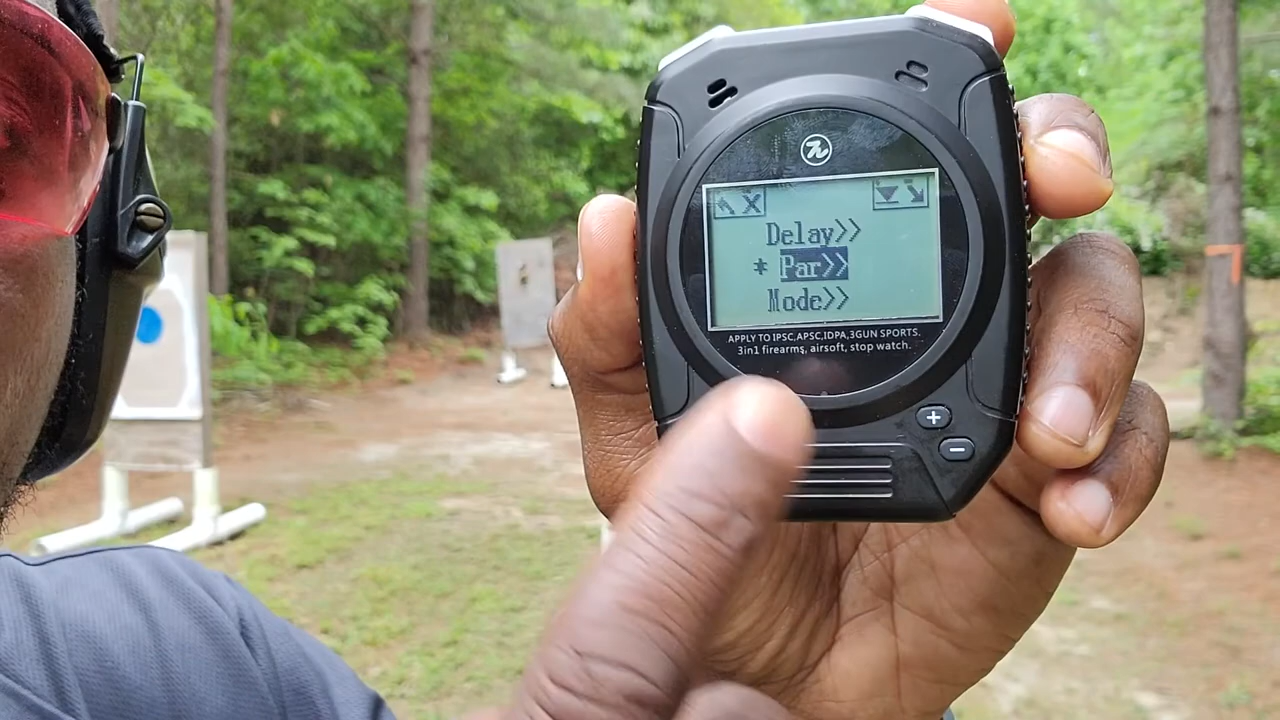 Delay>>
* Par>>
Mode>>
APPLY TO IPSC,APSC,IDPA,3GUN SPORTS.
3in1 firearms, airsoft, stop watch.
+
-